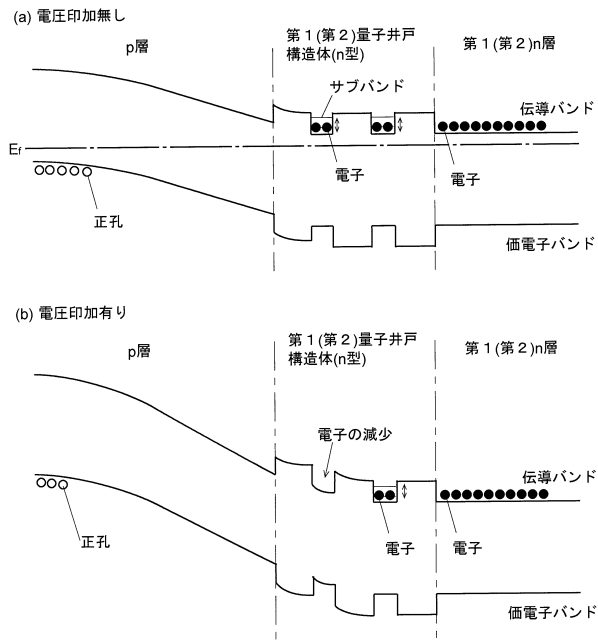 (a) 電圧印加無し
p層
第１(第２)量子井戸
構造体(n型)
第１(第２)n層
サブバンド
伝導バンド
Ef
電子
電子
正孔
価電子バンド
(b) 電圧印加有り
p層
第１(第２)量子井戸
構造体(n型)
第１(第２)n層
電子の減少
伝導バンド
正孔
電子
電子
価電子バンド